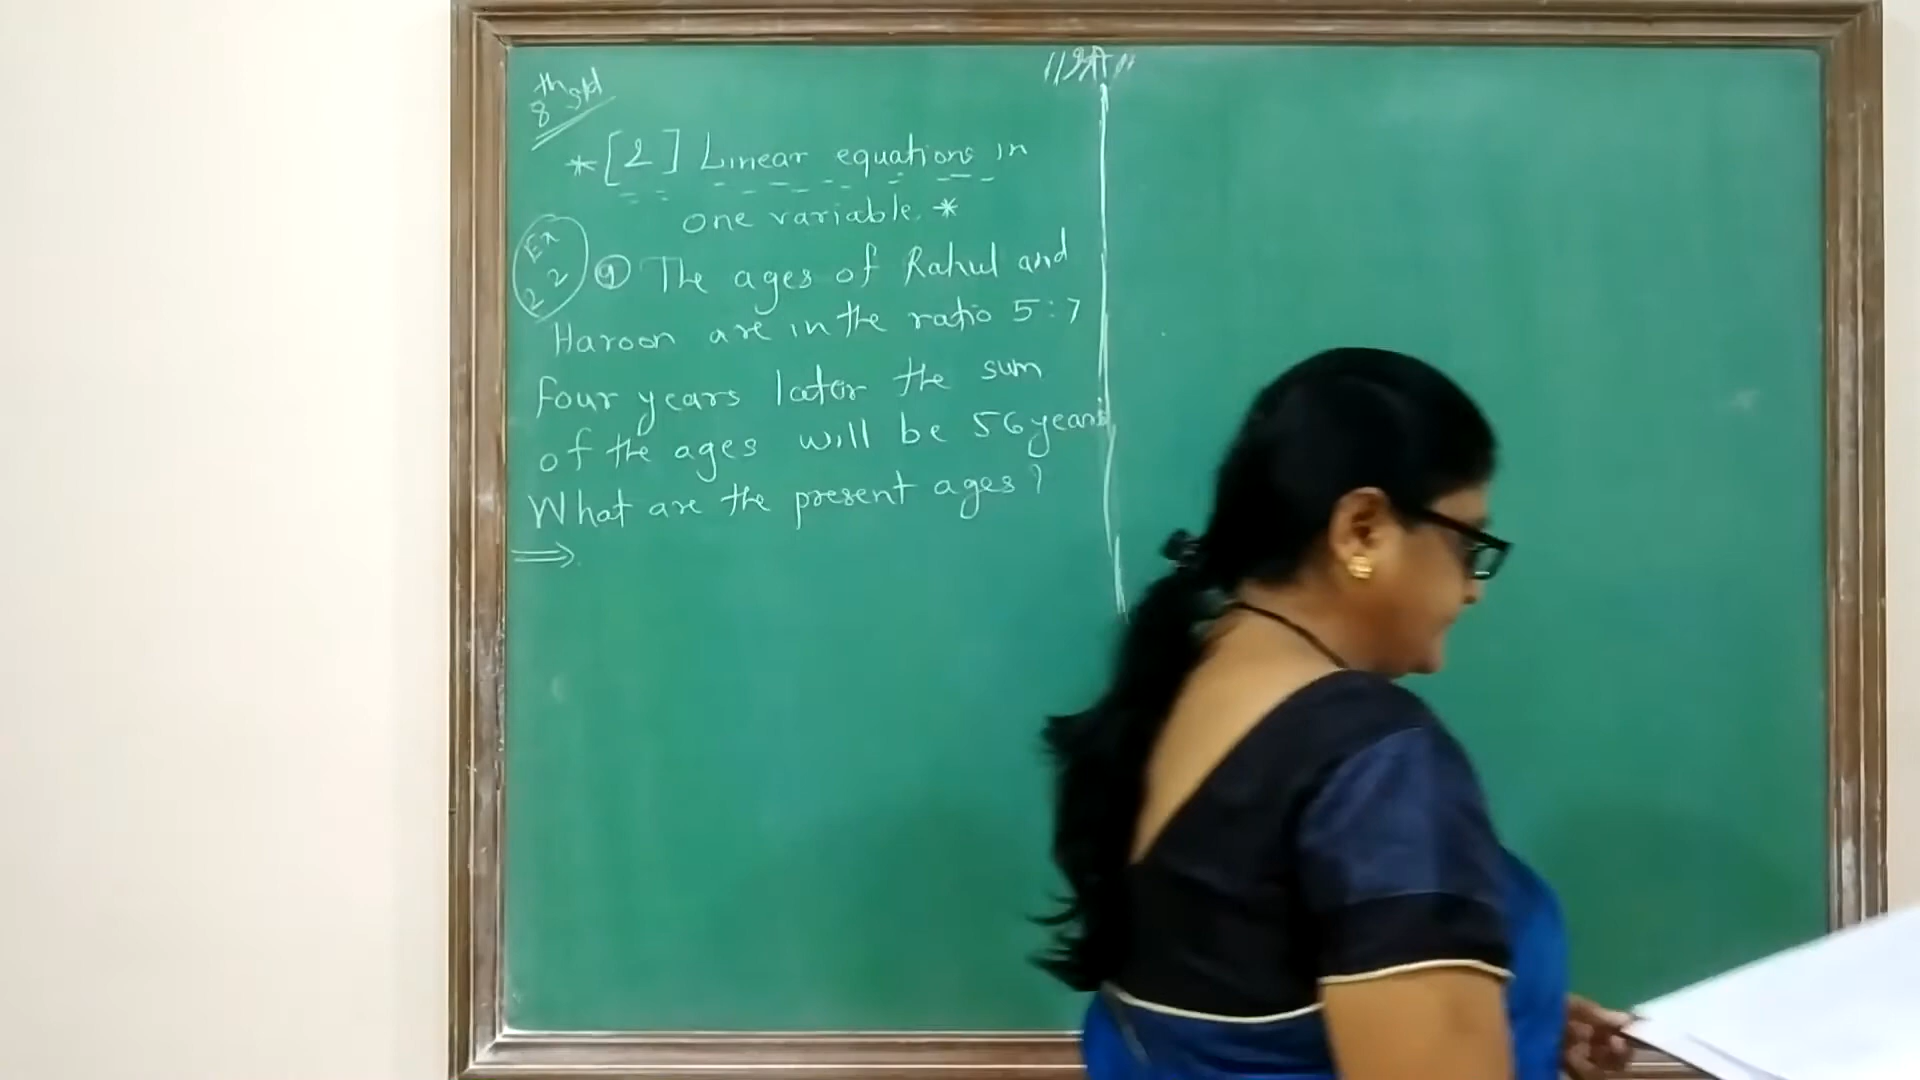 8th std
* [2] Linear equations in
one variable. *
Ex
2 2
9 The ages of Rahul and
Haroon are in the ratio 5:7
four years later the sum
of the ages will be 56 years
What are the present ages?
⇒